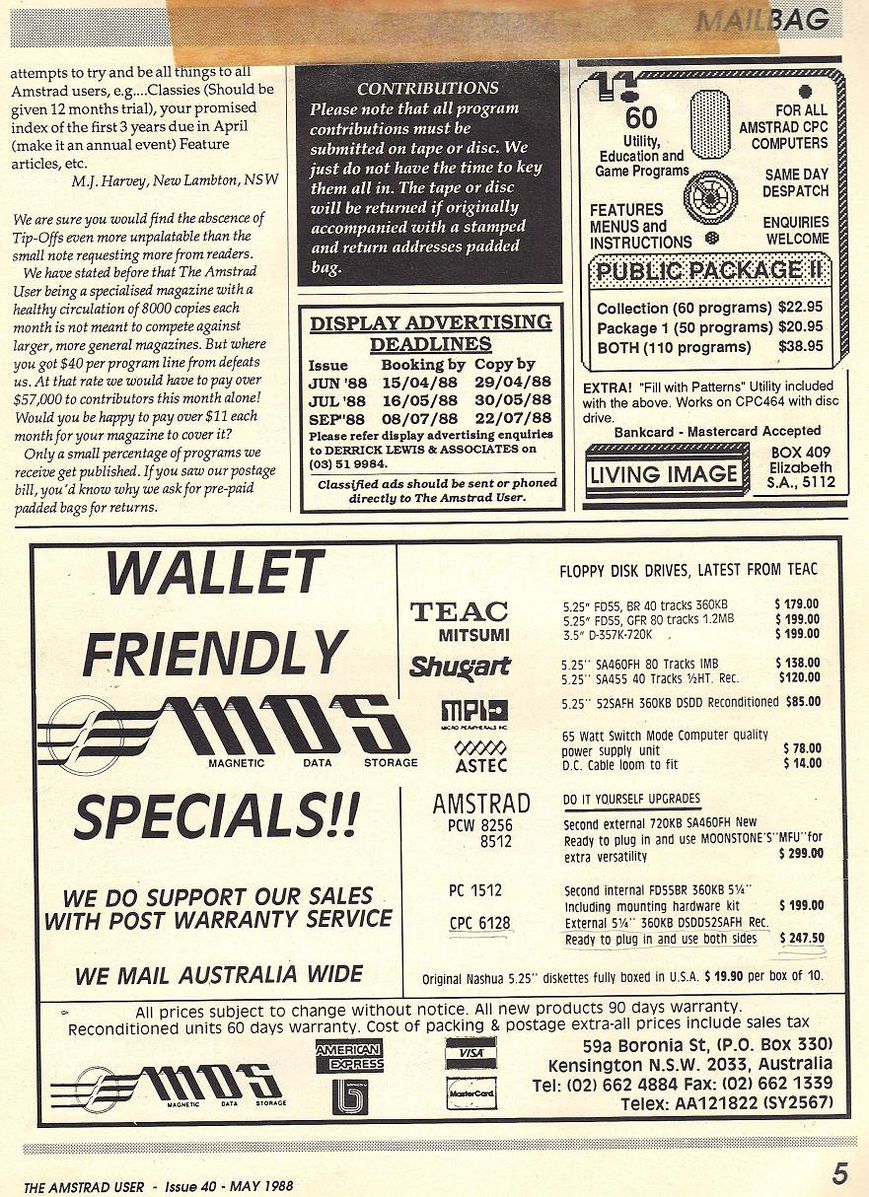 MAILBAG
attempts to try and be all things to all
Amstrad users, e.g....Classies (Should be
given 12 months trial), your promised
index of the first 3 years due in April
(make it an annual event) Feature
articles, etc.
M.J. Harvey, New Lambton, NSW
We are sure you would find the abscence of
Tip-Offs even more unpalatable than the
small note requesting more from readers.
We have stated before that The Amstrad
User being a specialised magazine with a
healthy circulation of 8000 copies each
month is not meant to compete against
larger, more general magazines. But where
you got $40 per program line from defeats
us. At that rate we would have to pay over
$57,000 to contributors this month alone!
Would you be happy to pay over $11 each
month for your magazine to cover it?
Only a small percentage of programs we
receive get published. If you saw our postage
bill, you'd know why we ask for pre-paid
padded bags for returns.
CONTRIBUTIONS
Please note that all program
contributions must be
submitted on tape or disc. We
just do not have the time to key
them all in. The tape or disc
will be returned if originally
accompanied with a stamped
and return addresses padded
bag.
DISPLAY ADVERTISING
DEADLINES
Issue Booking by Copy by
JUN '88 15/04/88 29/04/88
JUL '88 16/05/88 30/05/88
SEP"88 08/07/88 22/07/88
Please refer display advertising enquiries
to DERRICK LEWIS & ASSOCIATES on
(03) 51 9984.
Classified ads should be sent or phoned
directly to The Amstrad User.
60
Utility,
Education and
Game Programs
FEATURES
MENUS and
INSTRUCTIONS
FOR ALL
AMSTRAD CPC
COMPUTERS
SAME DAY
DESPATCH
ENQUIRIES
WELCOME
PUBLIC PACKAGE II
Collection (60 programs) $22.95
Package 1 (50 programs) $20.95
BOTH (110 programs) $38.95
EXTRA! "Fill with Patterns" Utility included
with the above. Works on CPC464 with disc
drive.
Bankcard - Mastercard Accepted
LIVING IMAGE
BOX 409
Elizabeth
S.A., 5112
WALLET
FRIENDLY
MDS
MAGNETIC DATA STORAGE
SPECIALS!!
WE DO SUPPORT OUR SALES
WITH POST WARRANTY SERVICE
WE MAIL AUSTRALIA WIDE
FLOPPY DISK DRIVES, LATEST FROM TEAC
TEAC
MITSUMI
5.25" FD55, BR 40 tracks 360KB $ 179.00
5.25" FD55, GFR 80 tracks 1.2MB $ 199.00
3.5" D-357K-720K $ 199.00
Shugart
5.25'' SA460FH 80 Tracks 1MB $ 138.00
5.25'' SA455 40 Tracks ½HT. Rec. $120.00
MPI
MICRO PERIPHERALS INC
5.25'' 52SAFH 360KB DSDD Reconditioned $85.00
ASTEC
65 Watt Switch Mode Computer quality
power supply unit $ 78.00
D.C. Cable loom to fit $ 14.00
AMSTRAD
PCW 8256
8512
DO IT YOURSELF UPGRADES
Second external 720KB SA460FH New
Ready to plug in and use MOONSTONE'S"MFU"for
extra versatility $ 299.00
PC 1512
Second internal FD55BR 360KB 5¼''
Including mounting hardware kit $ 199.00
CPC 6128
External 5¼'' 360KB DSDD52SAFH Rec.
Ready to plug in and use both sides $ 247.50
Original Nashua 5.25'' diskettes fully boxed in U.S.A. $ 19.90 per box of 10.
All prices subject to change without notice. All new products 90 days warranty.
Reconditioned units 60 days warranty. Cost of packing & postage extra-all prices include sales tax
MDS
MAGNETIC DATA STORAGE
AMERICAN
EXPRESS
VISA
MasterCard
59a Boronia St, (P.O. Box 330)
Kensington N.S.W. 2033, Australia
Tel: (02) 662 4884 Fax: (02) 662 1339
Telex: AA121822 (SY2567)
THE AMSTRAD USER - Issue 40 - MAY 1988
5